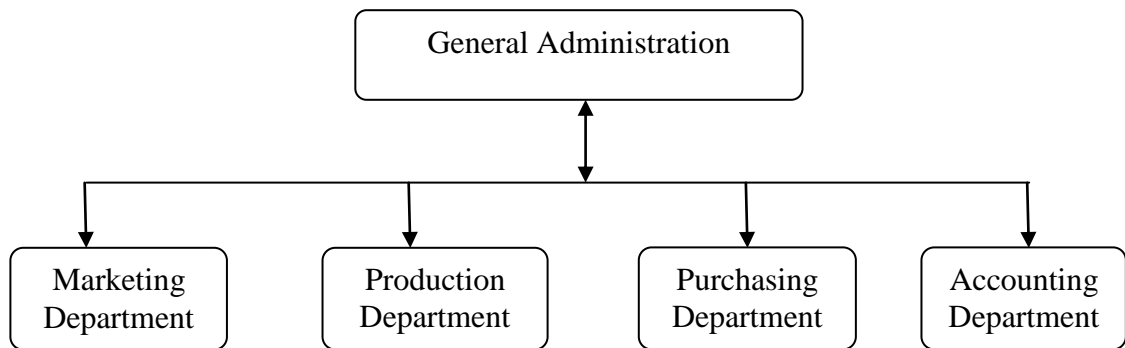 General Administration
Marketing
Department
Production
Department
Purchasing
Department
Accounting
Department